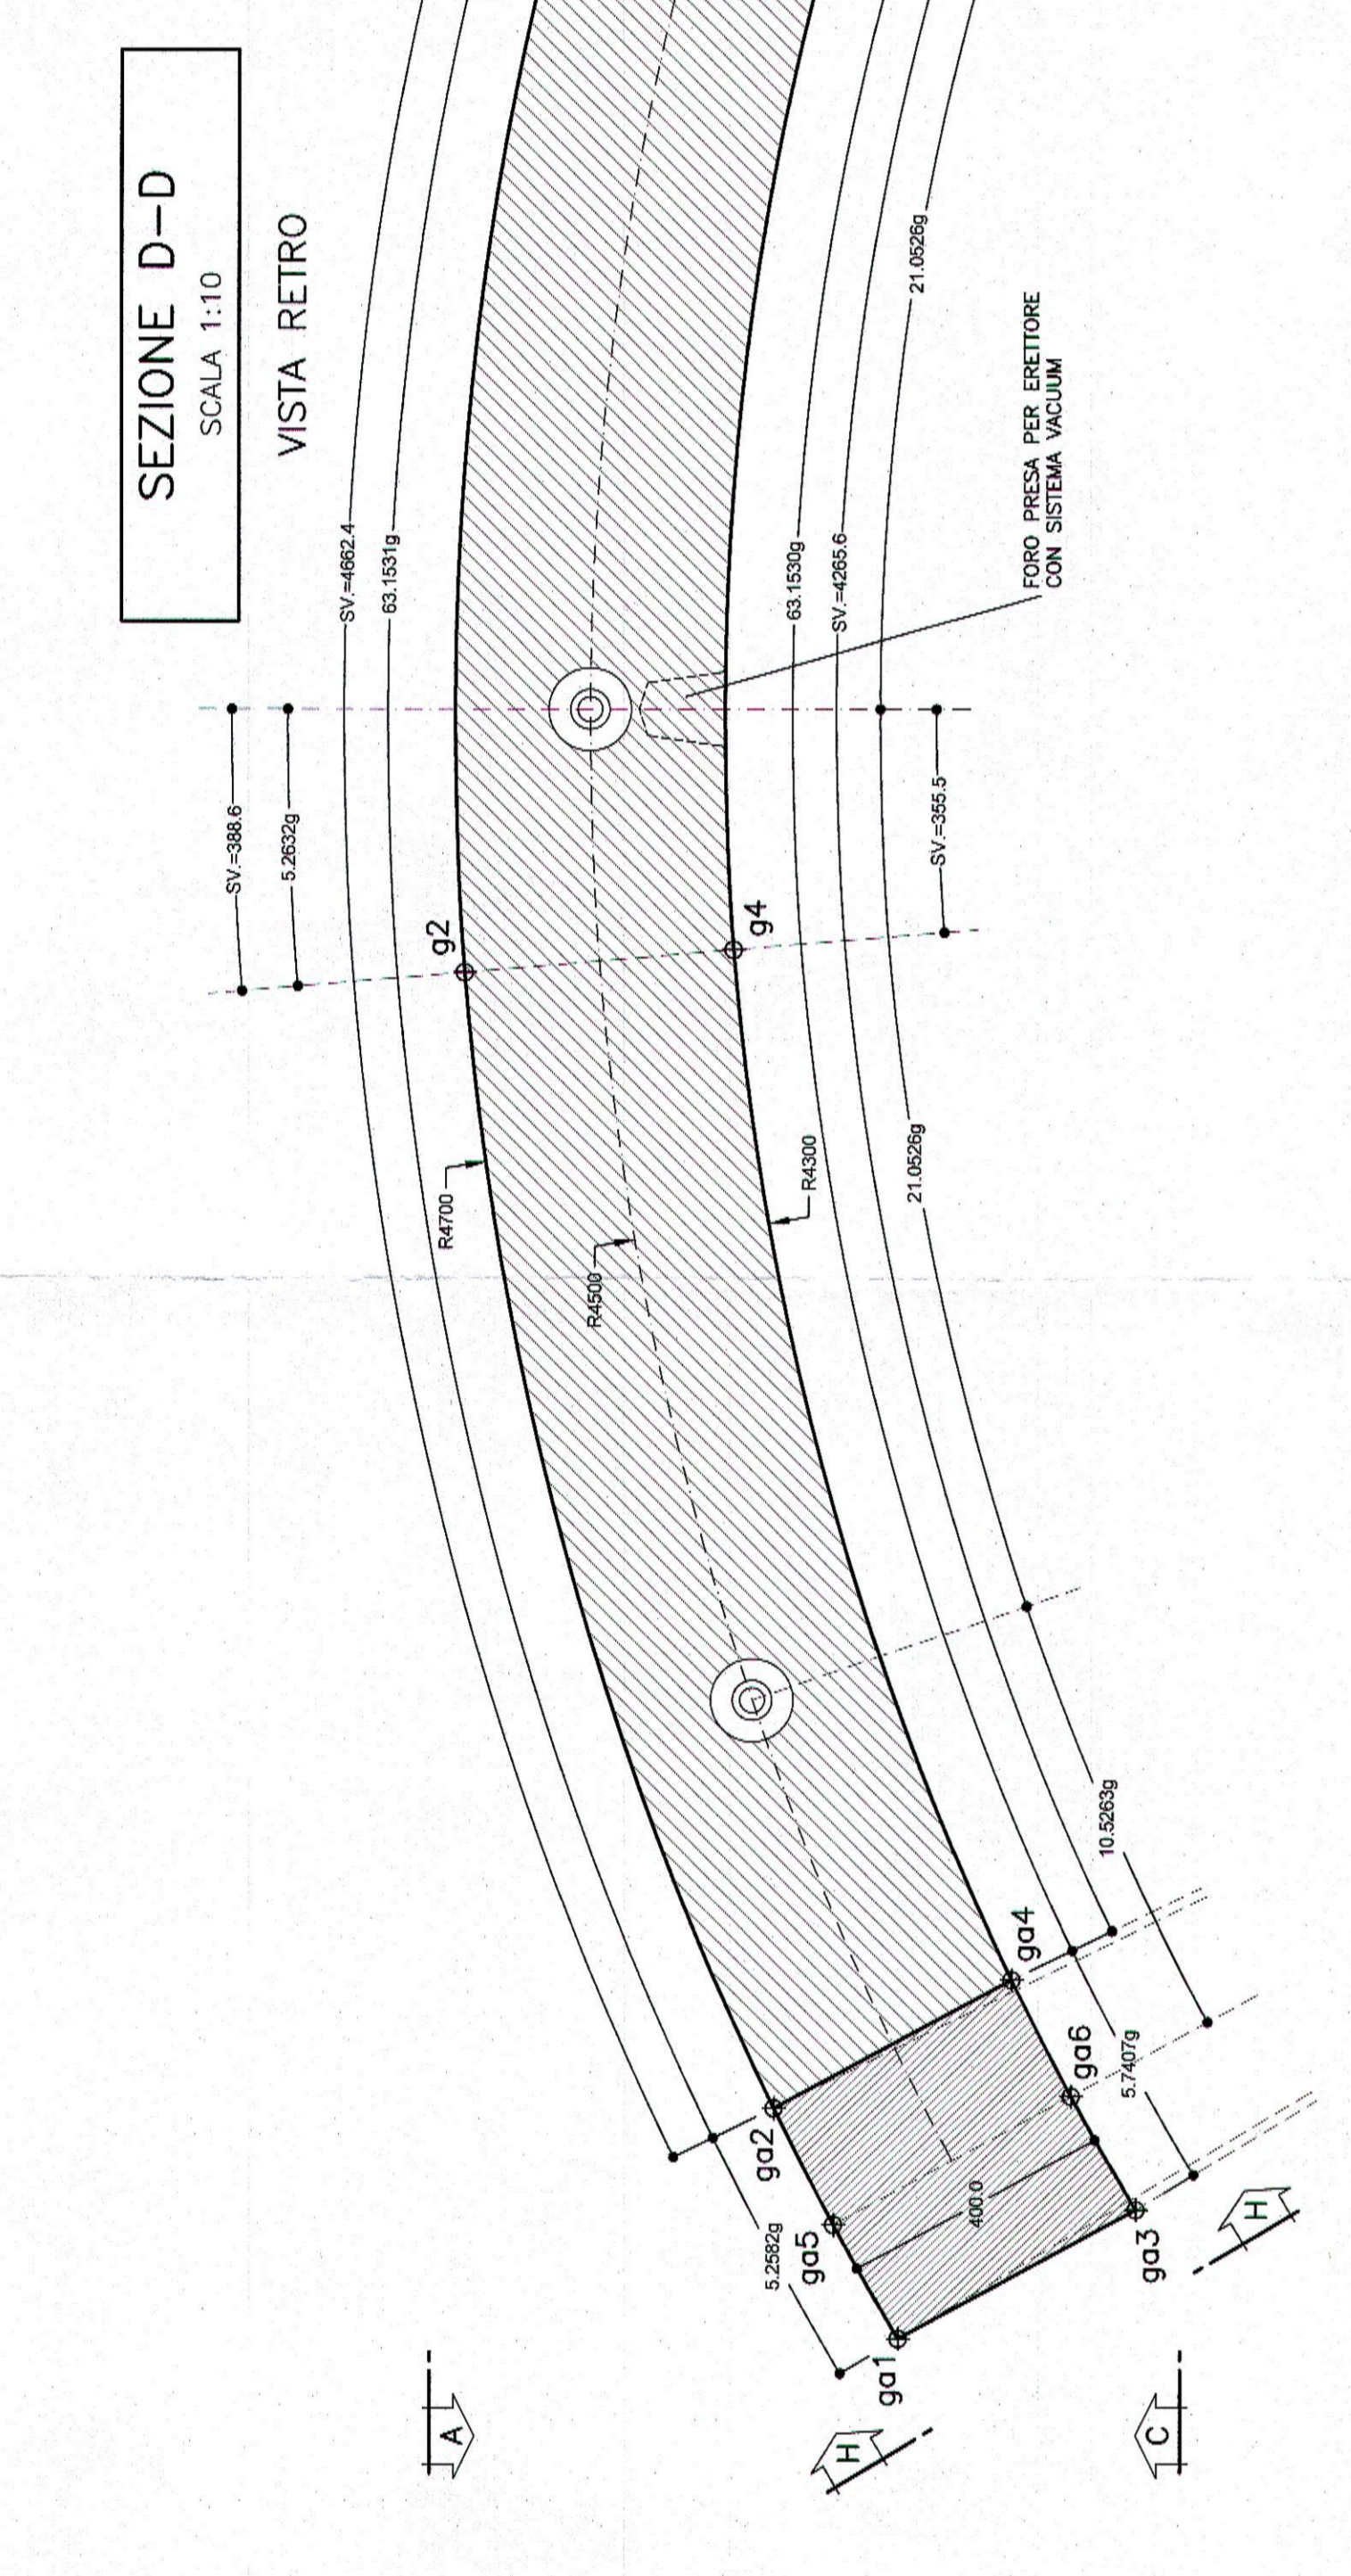 SEZIONE D-D
SCALA 1:10
VISTA RETRO
SV.=4662.4
63.1531g
63.1530g
SV.=4265.6
21.0526g
FORO PRESA PER ERETTORE
CON SISTEMA VACUUM
SV.=388.6
5.2632g
SV.=355.5
g2
g4
R4700
R4500
R4300
21.0526g
10.5263g
ga4
ga6
5.7407g
ga2
ga5
5.2582g
400.0
ga1
ga3
A
H
C
H